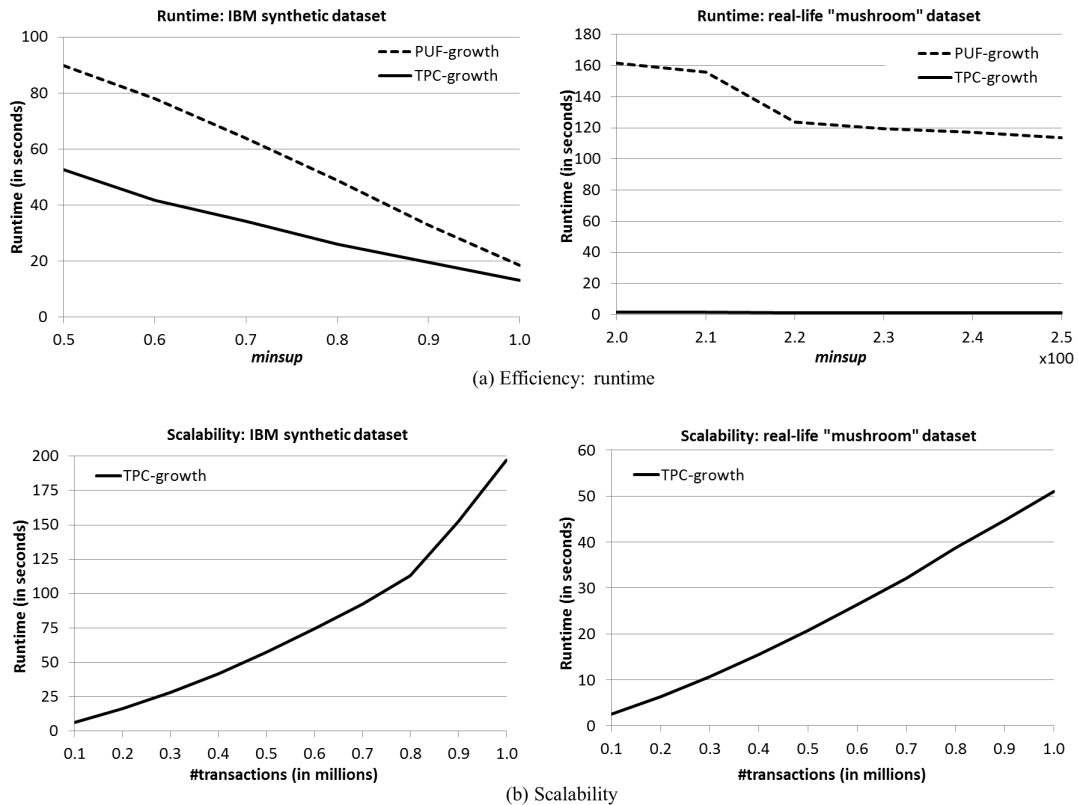 Runtime: IBM synthetic dataset
PUF-growth
TPC-growth
Runtime (in seconds)
100
80
60
40
20
0
0.5 0.6 0.7 0.8 0.9 1.0
minsup
Runtime: real-life "mushroom" dataset
PUF-growth
TPC-growth
Runtime (in seconds)
180
160
140
120
100
80
60
40
20
0
2.0 2.1 2.2 2.3 2.4 2.5
minsup x100
(a) Efficiency: runtime
Scalability: IBM synthetic dataset
TPC-growth
Runtime (in seconds)
200
175
150
125
100
75
50
25
0
0.1 0.2 0.3 0.4 0.5 0.6 0.7 0.8 0.9 1.0
#transactions (in millions)
Scalability: real-life "mushroom" dataset
TPC-growth
Runtime (in seconds)
60
50
40
30
20
10
0
0.1 0.2 0.3 0.4 0.5 0.6 0.7 0.8 0.9 1.0
#transactions (in millions)
(b) Scalability